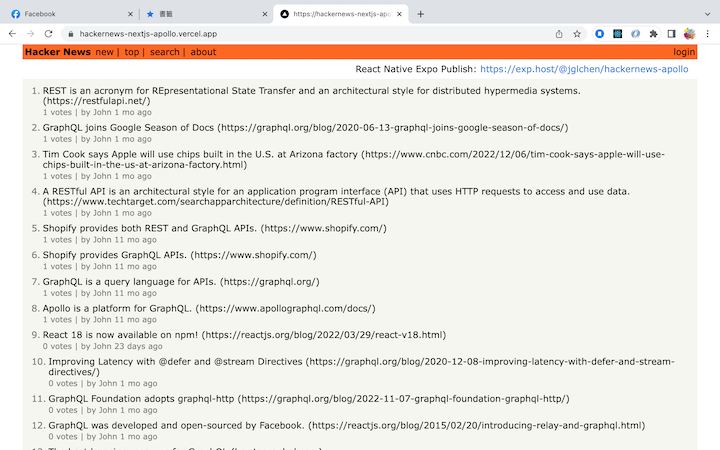 Facebook
書籤
https://hackernews-nextjs-apo
hackernews-nextjs-apollo.vercel.app
Hacker News new | top | search | about login
React Native Expo Publish: https://exp.host/@jglchen/hackernews-apollo
1. REST is an acronym for REpresentational State Transfer and an architectural style for distributed hypermedia systems.
(https://restfulapi.net/)
1 votes | by John 1 mo ago
2. GraphQL joins Google Season of Docs (https://graphql.org/blog/2020-06-13-graphql-joins-google-season-of-docs/)
1 votes | by John 1 mo ago
3. Tim Cook says Apple will use chips built in the U.S. at Arizona factory (https://www.cnbc.com/2022/12/06/tim-cook-says-apple-will-use-
chips-built-in-the-us-at-arizona-factory.html)
1 votes | by John 1 mo ago
4. A RESTful API is an architectural style for an application program interface (API) that uses HTTP requests to access and use data.
(https://www.techtarget.com/searchapparchitecture/definition/RESTful-API)
1 votes | by John 1 mo ago
5. Shopify provides both REST and GraphQL APIs. (https://www.shopify.com/)
1 votes | by John 11 mo ago
6. Shopify provides GraphQL APIs. (https://www.shopify.com/)
1 votes | by John 11 mo ago
7. GraphQL is a query language for APIs. (https://graphql.org/)
1 votes | by John 11 mo ago
8. Apollo is a platform for GraphQL. (https://www.apollographql.com/docs/)
1 votes | by John 11 mo ago
9. React 18 is now available on npm! (https://reactjs.org/blog/2022/03/29/react-v18.html)
0 votes | by John 23 days ago
10. Improving Latency with @defer and @stream Directives (https://graphql.org/blog/2020-12-08-improving-latency-with-defer-and-stream-
directives/)
0 votes | by John 1 mo ago
11. GraphQL Foundation adopts graphql-http (https://graphql.org/blog/2022-11-07-graphql-foundation-graphql-http/)
0 votes | by John 1 mo ago
12. GraphQL was developed and open-sourced by Facebook. (https://reactjs.org/blog/2015/02/20/introducing-relay-and-graphql.html)
0 votes | by John 1 mo ago